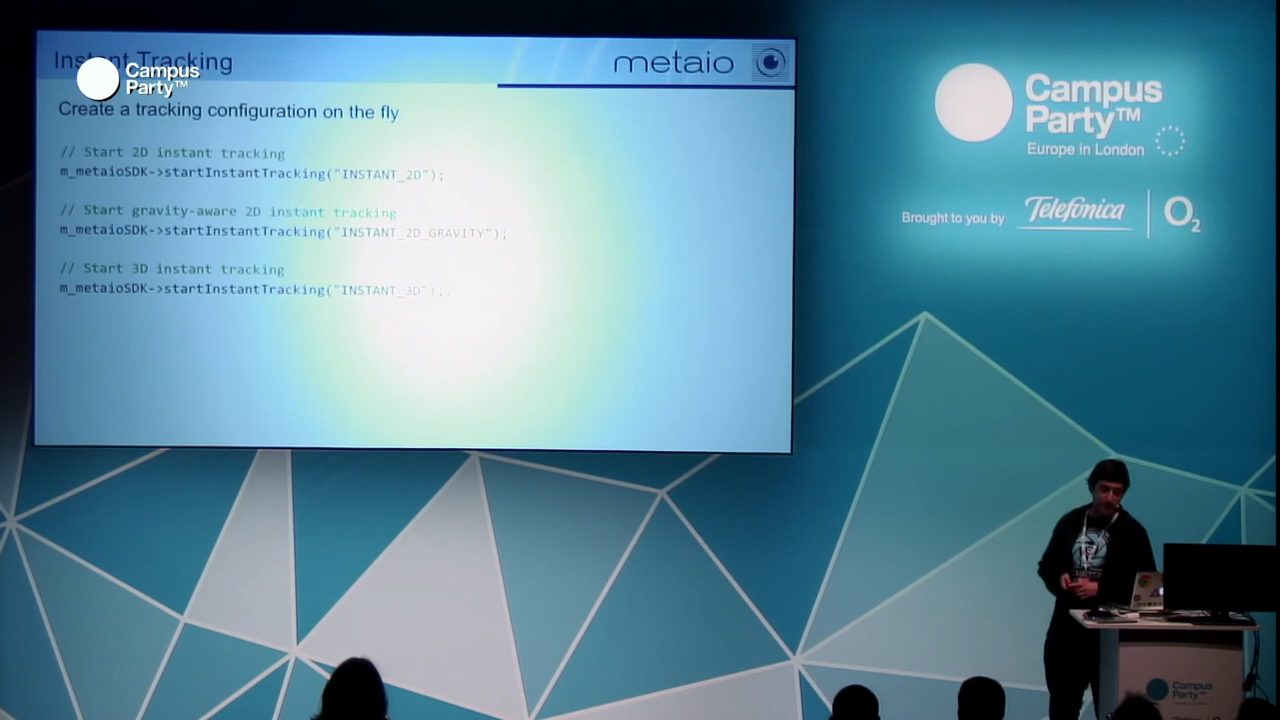 Instant Tracking
metaio
Campus
Party™
Create a tracking configuration on the fly
// Start 2D instant tracking
m_metaioSDK->startInstantTracking("INSTANT_2D");
// Start gravity-aware 2D instant tracking
m_metaioSDK->startInstantTracking("INSTANT_2D_GRAVITY");
// Start 3D instant tracking
m_metaioSDK->startInstantTracking("INSTANT_3D");
Campus
Party™
Europe in London
Brought to you by
Telefónica
O2
Campus
Party™